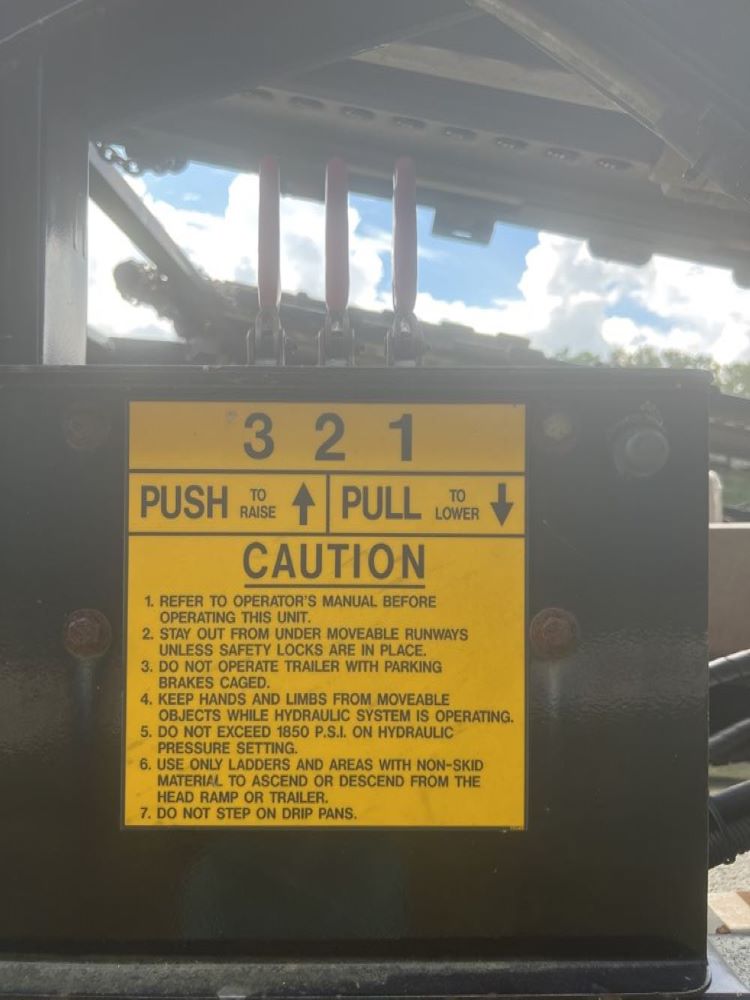 3 2 1
PUSH TO RAISE ↑ PULL TO LOWER ↓
CAUTION
1. REFER TO OPERATOR'S MANUAL BEFORE
OPERATING THIS UNIT.
2. STAY OUT FROM UNDER MOVEABLE RUNWAYS
UNLESS SAFETY LOCKS ARE IN PLACE.
3. DO NOT OPERATE TRAILER WITH PARKING
BRAKES CAGED.
4. KEEP HANDS AND LIMBS FROM MOVEABLE
OBJECTS WHILE HYDRAULIC SYSTEM IS OPERATING.
5. DO NOT EXCEED 1850 P.S.I. ON HYDRAULIC
PRESSURE SETTING.
6. USE ONLY LADDERS AND AREAS WITH NON-SKID
MATERIAL TO ASCEND OR DESCEND FROM THE
HEAD RAMP OR TRAILER.
7. DO NOT STEP ON DRIP PANS.